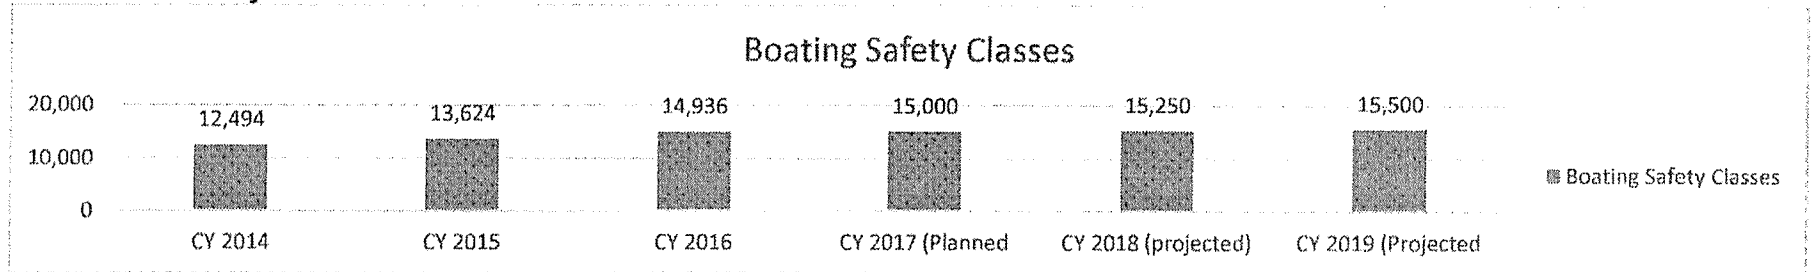 Boating Safety Classes
20,000
10,000
0
12,494
13,624
14,936
15,000
15,250
15,500
CY 2014
CY 2015
CY 2016
CY 2017 (Planned
CY 2018 (projected)
CY 2019 (Projected
Boating Safety Classes